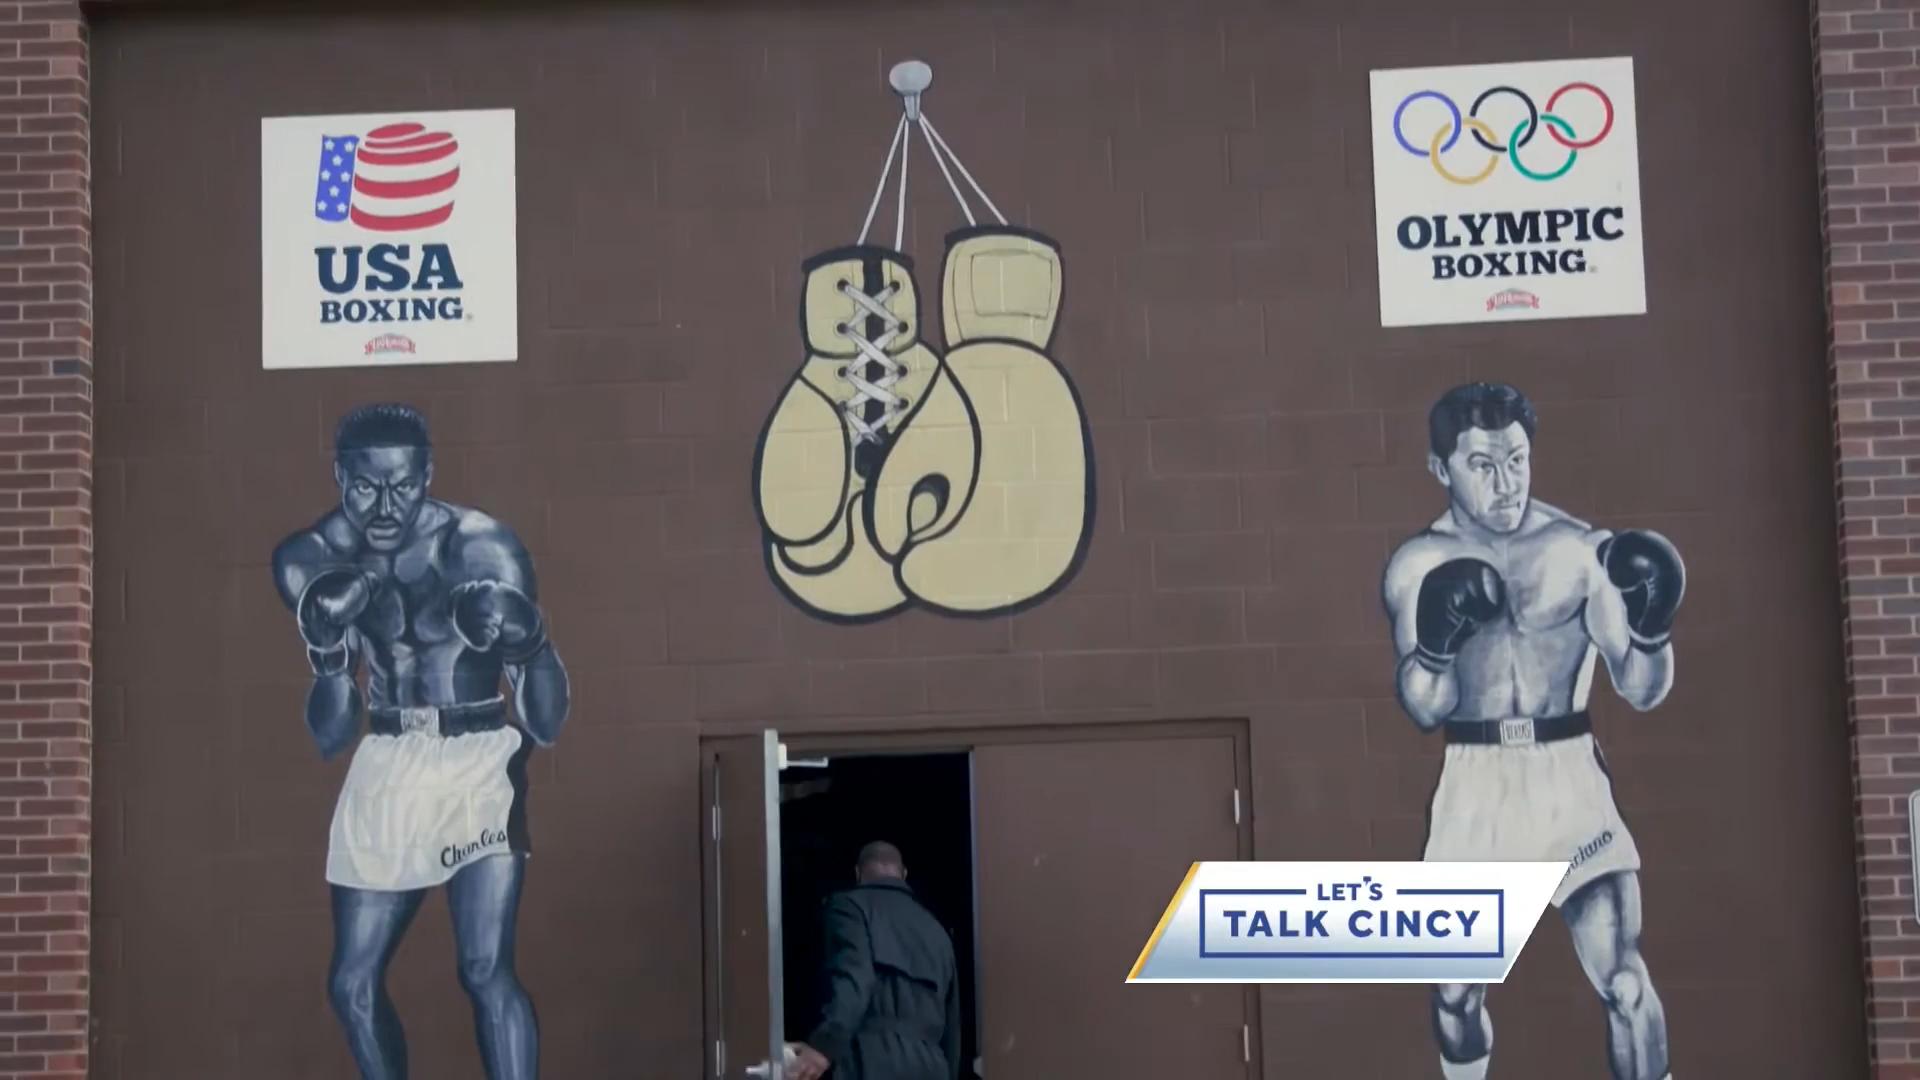 USA
BOXING
OLYMPIC
BOXING
Charles
LET'S
TALK CINCY